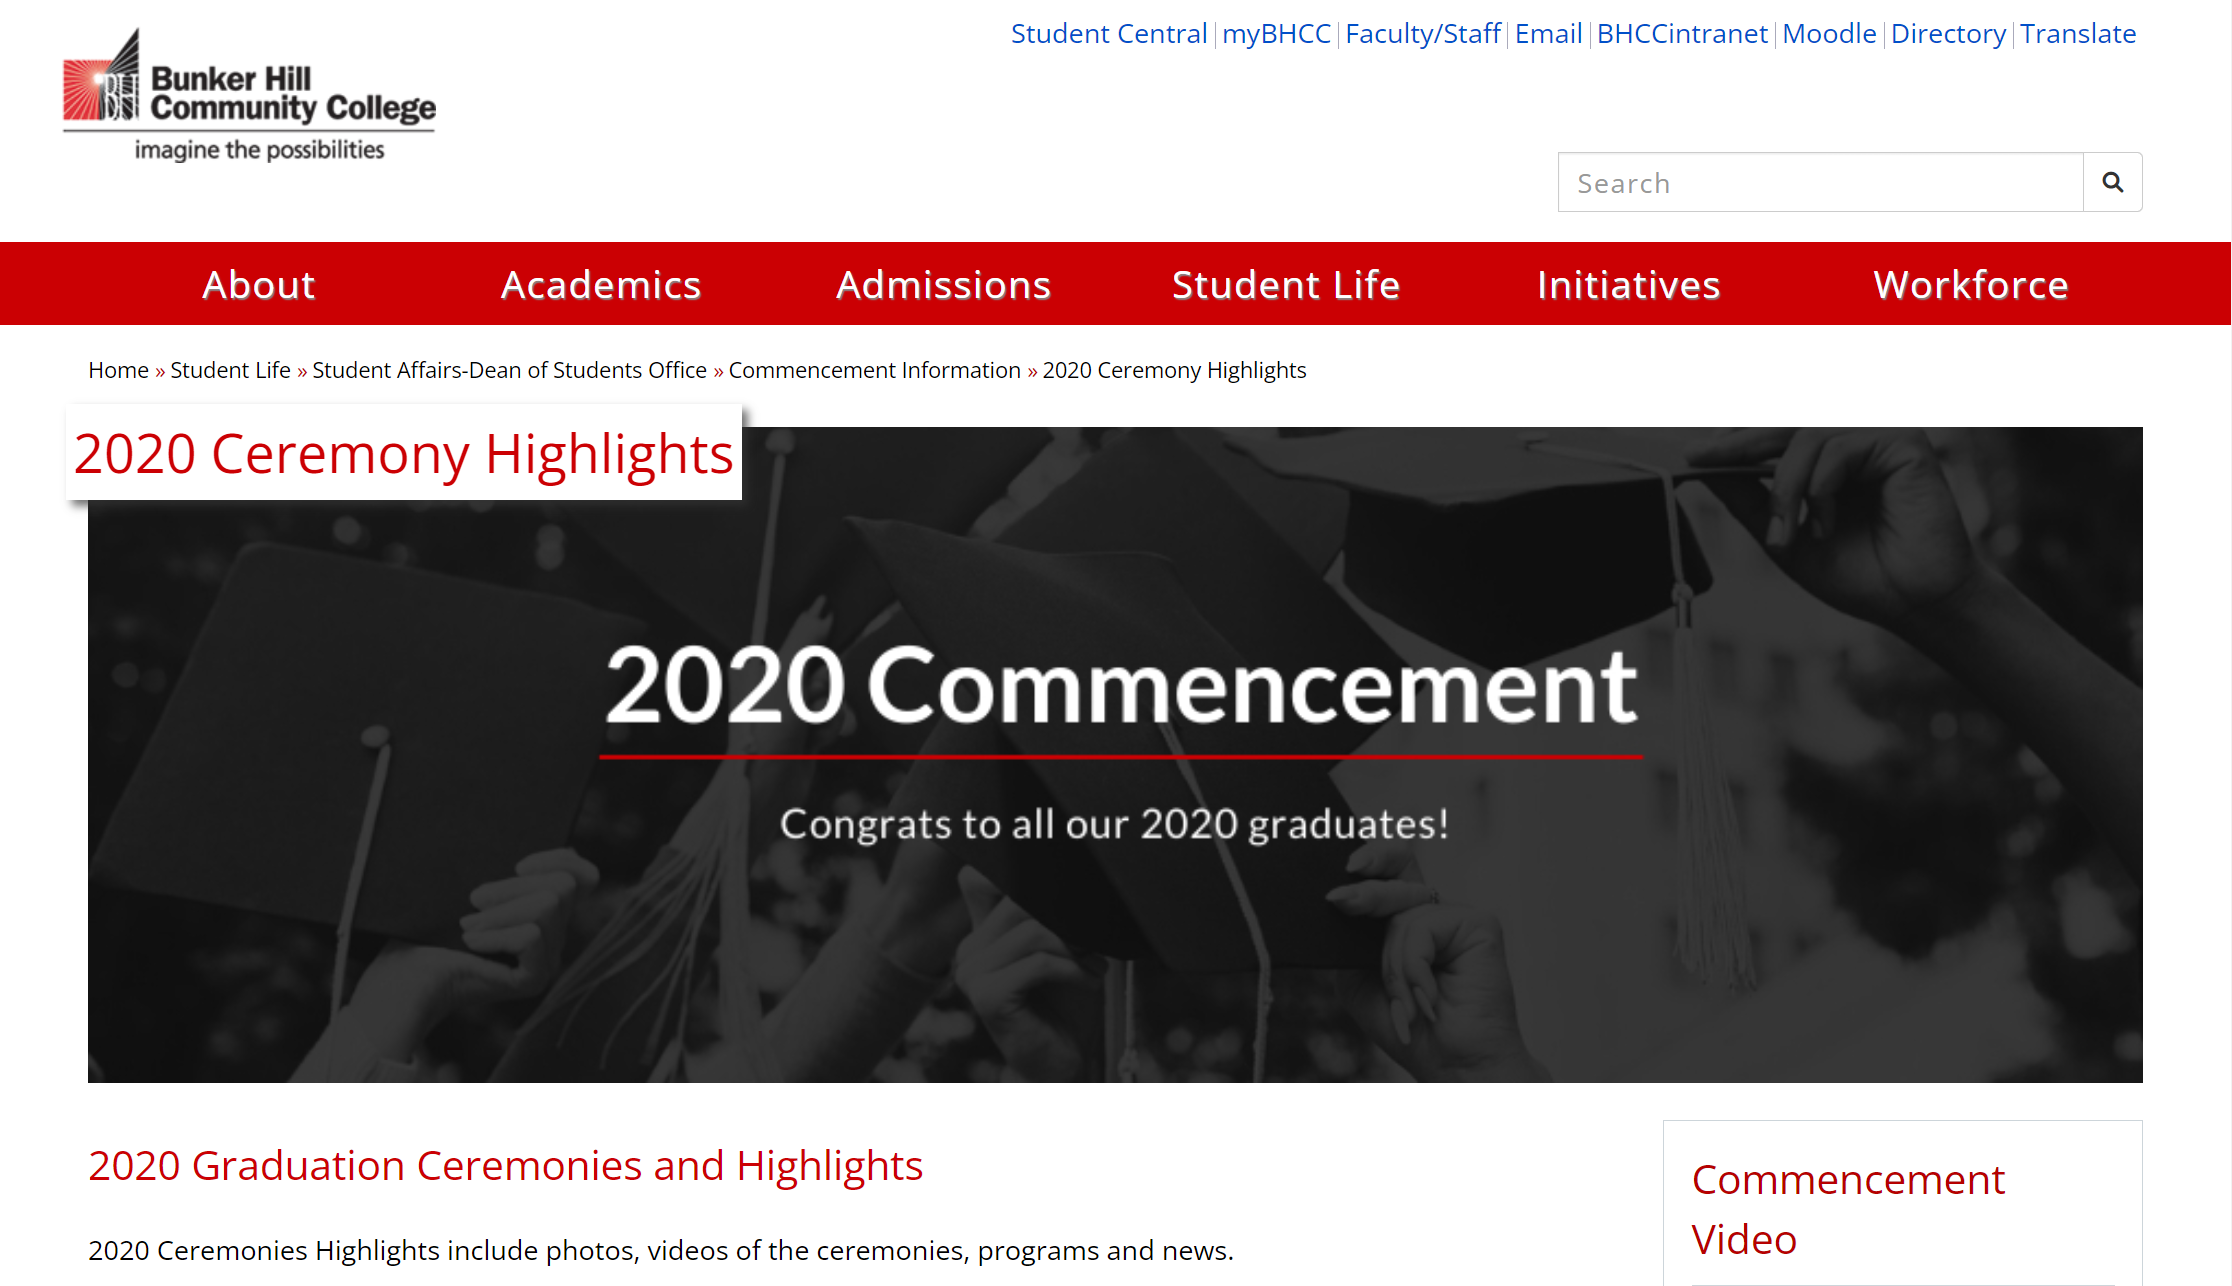 Student Central myBHCC Faculty/Staff Email BHCCintranet Moodle Directory Translate
BH
Bunker Hill
Community College
imagine the possibilities
Search
About Academics Admissions Student Life Initiatives Workforce
Home » Student Life » Student Affairs-Dean of Students Office » Commencement Information » 2020 Ceremony Highlights
2020 Ceremony Highlights
2020 Commencement
Congrats to all our 2020 graduates!
2020 Graduation Ceremonies and Highlights
2020 Ceremonies Highlights include photos, videos of the ceremonies, programs and news.
Commencement
Video